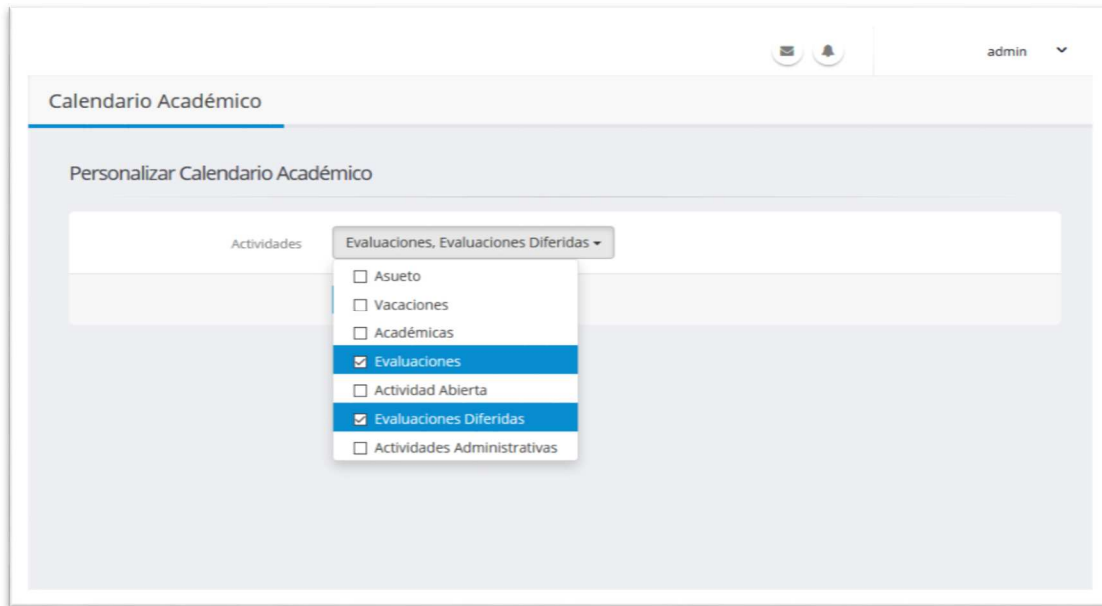 admin
Calendario Académico
Personalizar Calendario Académico
Actividades
Evaluaciones, Evaluaciones Diferidas
Asueto
Vacaciones
Académicas
Evaluaciones
Actividad Abierta
Evaluaciones Diferidas
Actividades Administrativas